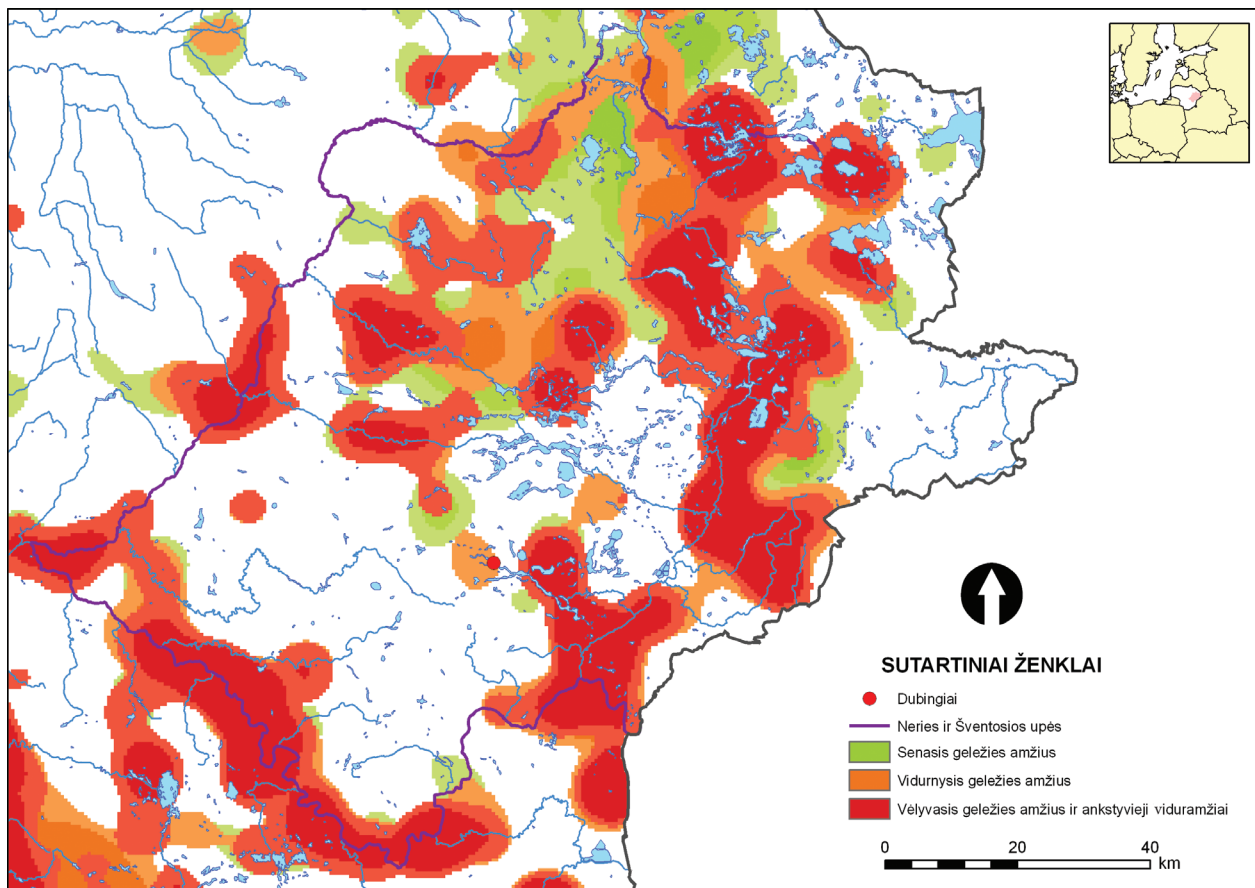 SUTARTINIAI ŽENKLAI
Dubingiai
Neries ir Šventosios upės
Senasis geležies amžius
Vidurnysis geležies amžius
Vėlyvasis geležies amžius ir ankstyvieji viduramžiai
0 20 40
km